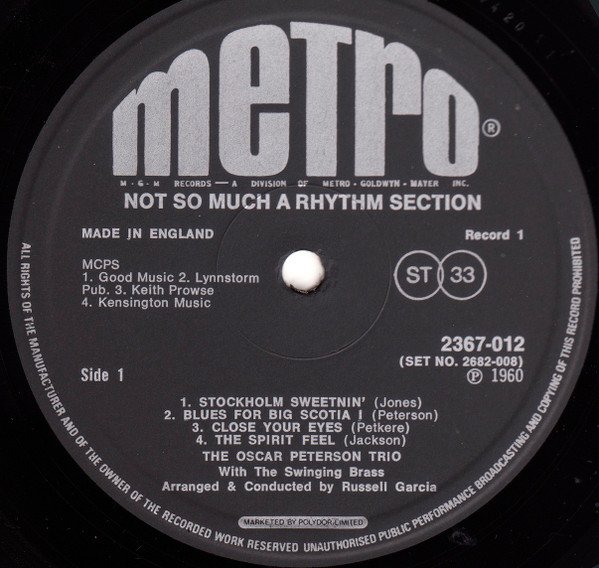 metro®
M-G-M RECORDS — A DIVISION OF METRO-GOLDWYN-MAYER INC.
NOT SO MUCH A RHYTHM SECTION
MADE IN ENGLAND
Record 1
MCPS
1. Good Music 2. Lynnstorm
Pub. 3. Keith Prowse
4. Kensington Music
ST 33
2367-012
(SET NO. 2682-008)
℗ 1960
Side 1
1. STOCKHOLM SWEETNIN' (Jones)
2. BLUES FOR BIG SCOTIA I (Peterson)
3. CLOSE YOUR EYES (Petkere)
4. THE SPIRIT FEEL (Jackson)
THE OSCAR PETERSON TRIO
With The Swinging Brass
Arranged & Conducted by Russell Garcia
MARKETED BY POLYDOR LIMITED
ALL RIGHTS OF THE MANUFACTURER AND OF THE OWNER OF THE RECORDED WORK RESERVED UNAUTHORISED PUBLIC PERFORMANCE BROADCASTING AND COPYING OF THIS RECORD PROHIBITED